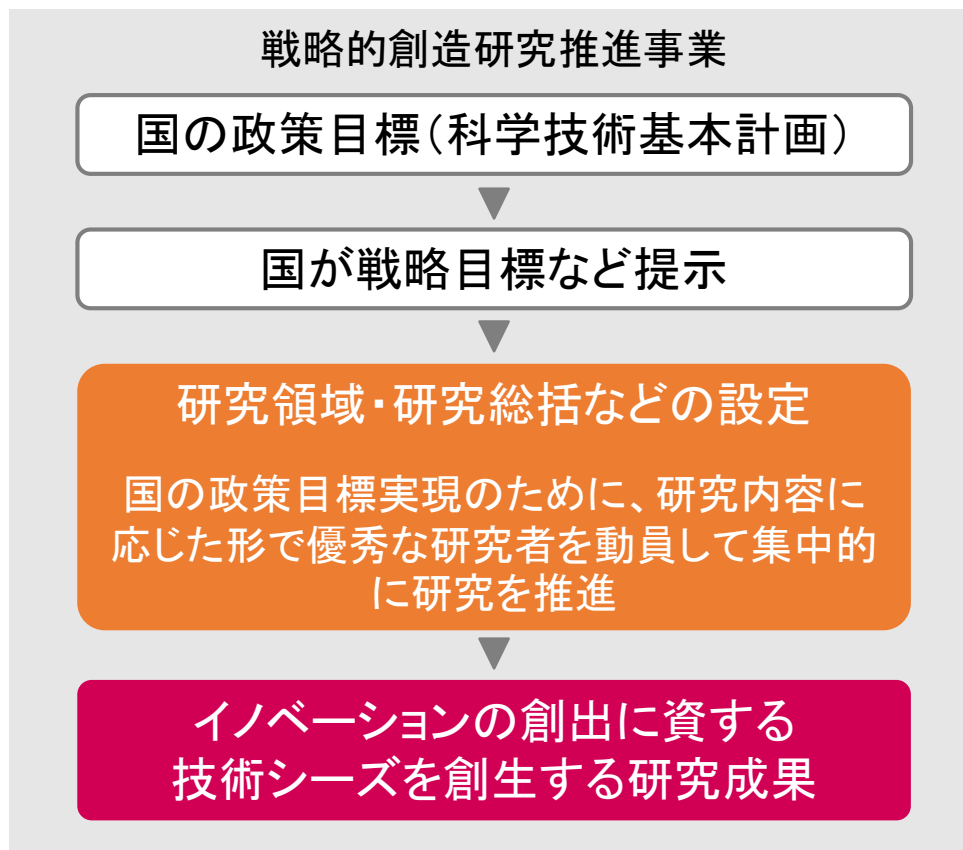 戦略的創造研究推進事業
国の政策目標（科学技術基本計画）
国が戦略目標など提示
研究領域・研究総括などの設定
国の政策目標実現のために、研究内容に
応じた形で優秀な研究者を動員して集中的
に研究を推進
イノベーションの創出に資する
技術シーズを創生する研究成果